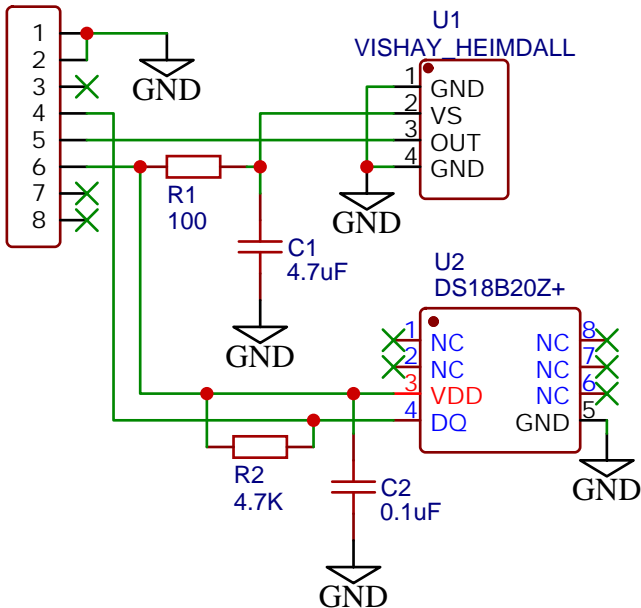 1
2
3
4
5
6
7
8
GND
U1
VISHAY_HEIMDALL
1 GND
2 VS
3 OUT
4 GND
GND
R1
100
C1
4.7uF
GND
U2
DS18B20Z+
1 NC NC 8
2 NC NC 7
3 VDD NC 6
4 DQ GND 5
GND
R2
4.7K
C2
0.1uF
GND